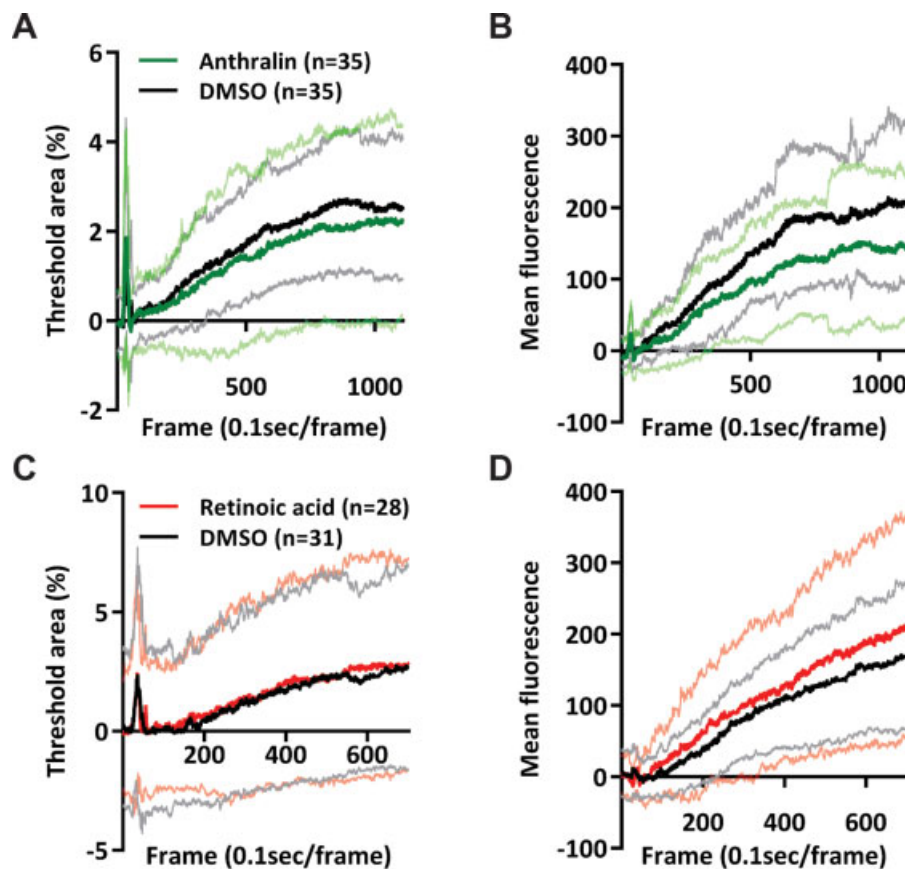 A
B
6
Anthralin (n=35)
DMSO (n=35)
4
2
0
-2
Threshold area (%)
500
1000
Frame (0.1sec/frame)
400
300
200
100
0
-100
Mean fluorescence
500
1000
Frame (0.1sec/frame)
C
D
10
Retinoic acid (n=28)
DMSO (n=31)
5
0
-5
Threshold area (%)
200
400
600
Frame (0.1sec/frame)
400
300
200
100
0
-100
Mean fluorescence
200
400
600
Frame (0.1sec/frame)